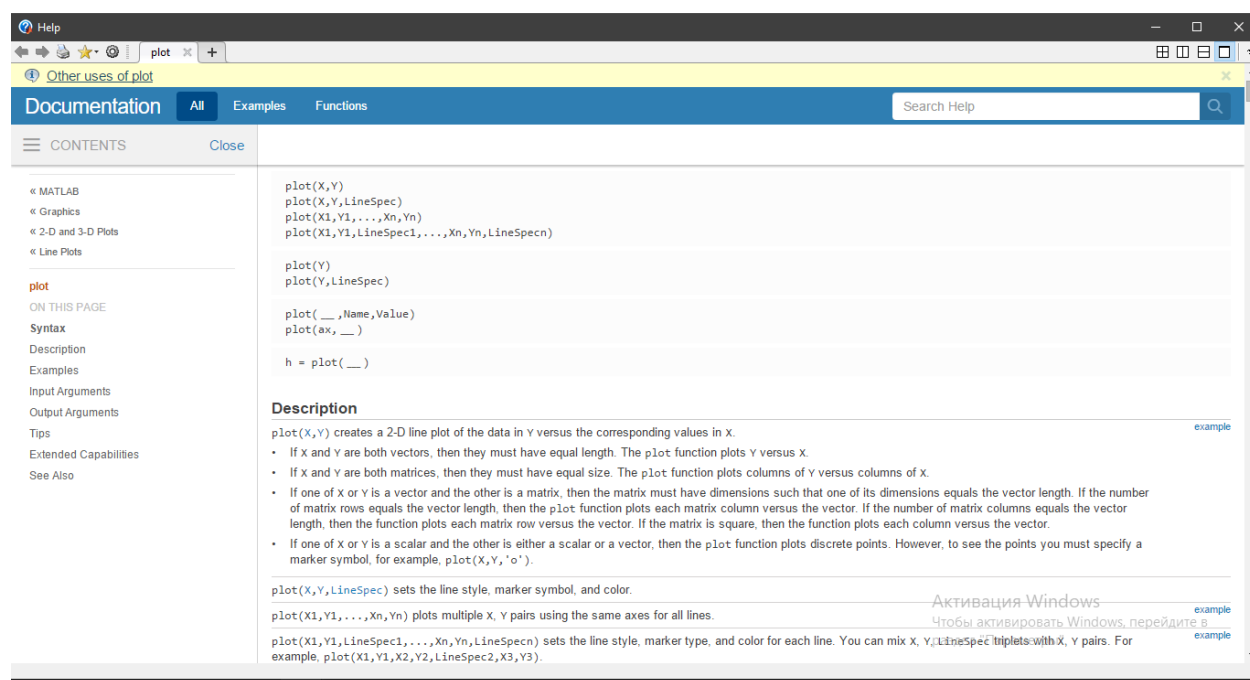 Help
plot
Other uses of plot
Documentation All Examples Functions Search Help
CONTENTS Close
« MATLAB
« Graphics
« 2-D and 3-D Plots
« Line Plots
plot
ON THIS PAGE
Syntax
Description
Examples
Input Arguments
Output Arguments
Tips
Extended Capabilities
See Also
plot(X,Y)
plot(X,Y,LineSpec)
plot(X1,Y1,...,Xn,Yn)
plot(X1,Y1,LineSpec1,...,Xn,Yn,LineSpecn)
plot(Y)
plot(Y,LineSpec)
plot(__,Name,Value)
plot(ax,__)
h = plot(__)
Description
plot(X,Y) creates a 2-D line plot of the data in Y versus the corresponding values in X. example
• If X and Y are both vectors, then they must have equal length. The plot function plots Y versus X.
• If X and Y are both matrices, then they must have equal size. The plot function plots columns of Y versus columns of X.
• If one of X or Y is a vector and the other is a matrix, then the matrix must have dimensions such that one of its dimensions equals the vector length. If the number
of matrix rows equals the vector length, then the plot function plots each matrix column versus the vector. If the number of matrix columns equals the vector
length, then the function plots each matrix row versus the vector. If the matrix is square, then the function plots each column versus the vector.
• If one of X or Y is a scalar and the other is either a scalar or a vector, then the plot function plots discrete points. However, to see the points you must specify a
marker symbol, for example, plot(X,Y,'o').
plot(X,Y,LineSpec) sets the line style, marker symbol, and color.
Активация Windows
plot(X1,Y1,...,Xn,Yn) plots multiple X, Y pairs using the same axes for all lines. example
Чтобы активировать Windows, перейдите в
plot(X1,Y1,LineSpec1,...,Xn,Yn,LineSpecn) sets the line style, marker type, and color for each line. You can mix X, Y, LineSpec triplets with X, Y pairs. For example
example, plot(X1,Y1,X2,Y2,LineSpec2,X3,Y3).